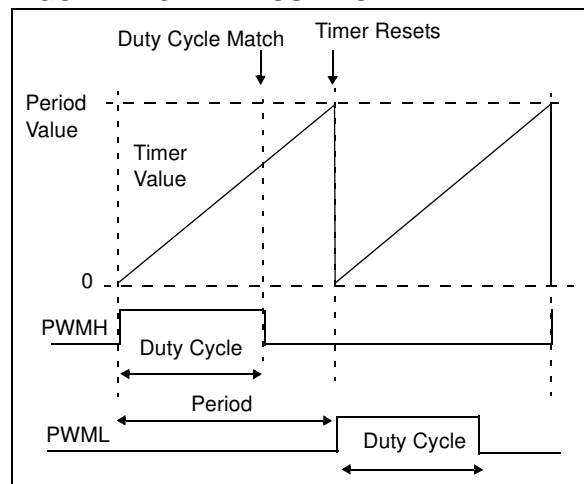 Duty Cycle Match
Timer Resets
Period
Value
Timer
Value
0
PWMH
Duty Cycle
Period
PWML
Duty Cycle